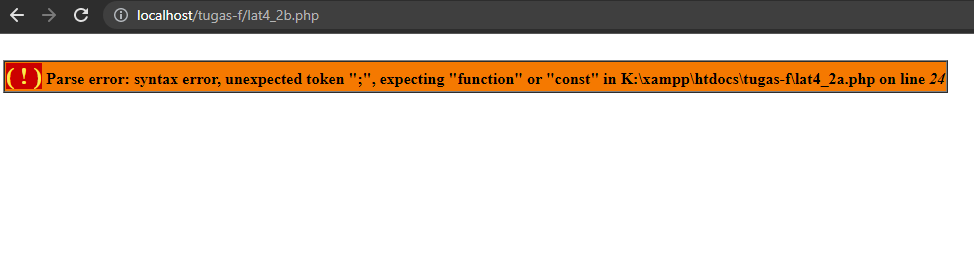 localhost/tugas-f/lat4_2b.php
(!) Parse error: syntax error, unexpected token ";", expecting "function" or "const" in K:\xampp\htdocs\tugas-f\lat4_2a.php on line 24